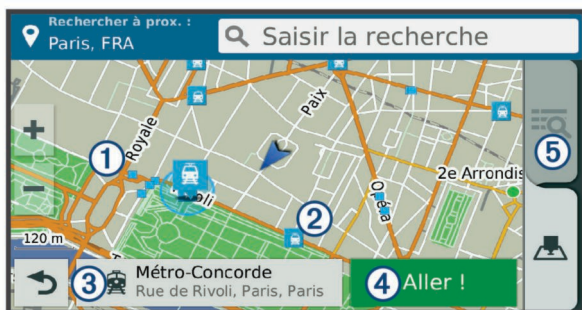 Rechercher à prox. :
Paris, FRA
Saisir la recherche
Paix
Royale
1
5
2e Arrondis
Opéra
2
120 m
3
Métro-Concorde
Rue de Rivoli, Paris, Paris
4
Aller !